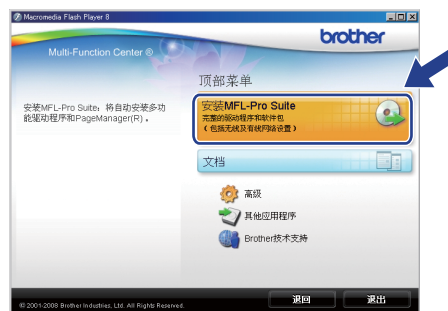 Macromedia Flash Player 8
brother
Multi-Function Center ®
顶部菜单
安装MFL-Pro Suite：将自动安装多功
能驱动程序和PageManager(R)。
安装MFL-Pro Suite
完整的驱动程序和软件包
（包括无线及有线网络设置）
文档
高级
其他应用程序
Brother技术支持
© 2001-2008 Brother Industries, Ltd. All Rights Reserved.
退回
退出